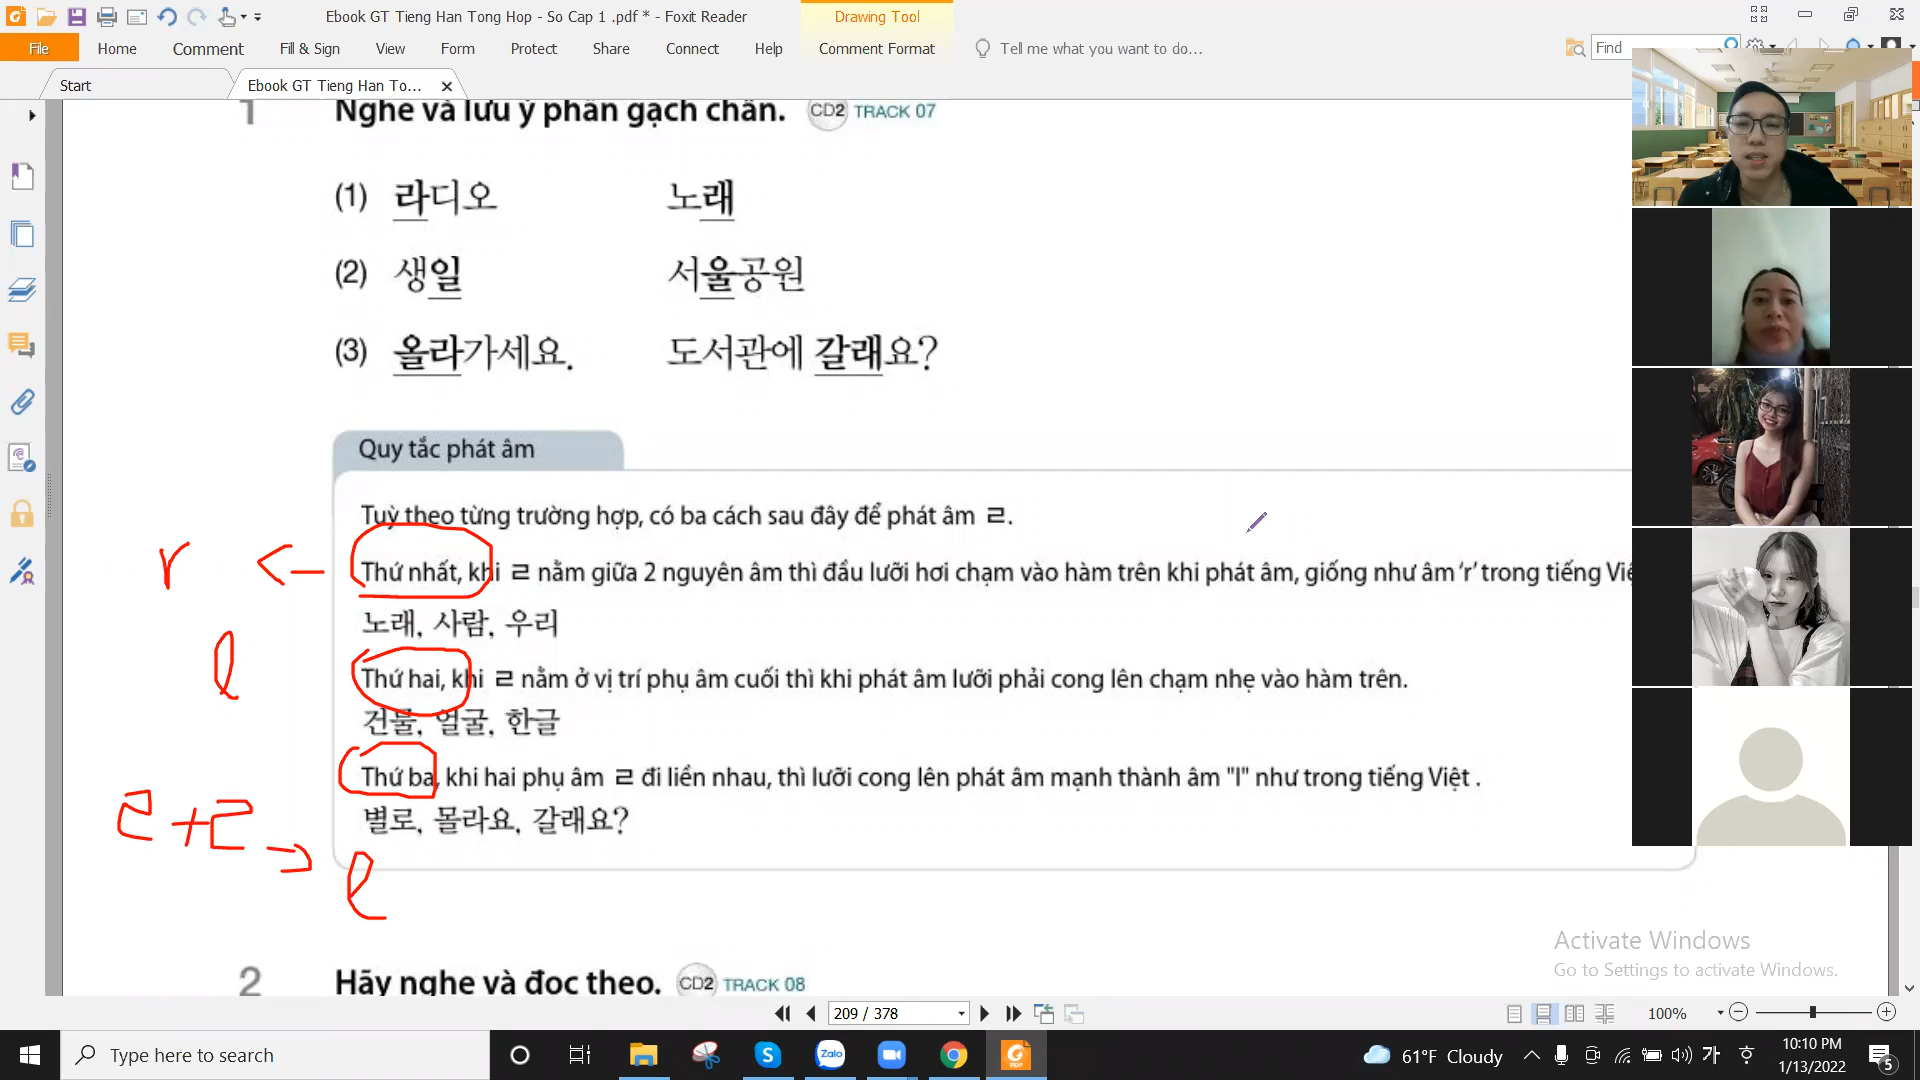 Ebook GT Tieng Han Tong Hop - So Cap 1 .pdf * - Foxit Reader
Drawing Tool
File Home Comment Fill & Sign View Form Protect Share Connect Help Comment Format Tell me what you want to do... Find
Start Ebook GT Tieng Han To...
1 Nghe và lưu ý phần gạch chân. CD2 TRACK 07
(1) 라디오 노래
(2) 생일 서울공원
(3) 올라가세요. 도서관에 갈래요?
Quy tắc phát âm
Tuỳ theo từng trường hợp, có ba cách sau đây để phát âm ㄹ.
r <- Thứ nhất, khi ㄹ nằm giữa 2 nguyên âm thì đầu lưỡi hơi chạm vào hàm trên khi phát âm, giống như âm 'r' trong tiếng Việ
노래, 사람, 우리
l
Thứ hai, khi ㄹ nằm ở vị trí phụ âm cuối thì khi phát âm lưỡi phải cong lên chạm nhẹ vào hàm trên.
건물, 얼굴, 한글
Thứ ba, khi hai phụ âm ㄹ đi liền nhau, thì lưỡi cong lên phát âm mạnh thành âm "l" như trong tiếng Việt .
별로, 몰라요, 갈래요?
ㄹ+ㄹ -> l
2 Hãy nghe và đọc theo. CD2 TRACK 08
Activate Windows
Go to Settings to activate Windows.
209 / 378
100%
Type here to search
Zalo
61°F Cloudy
가
10:10 PM
1/13/2022
5